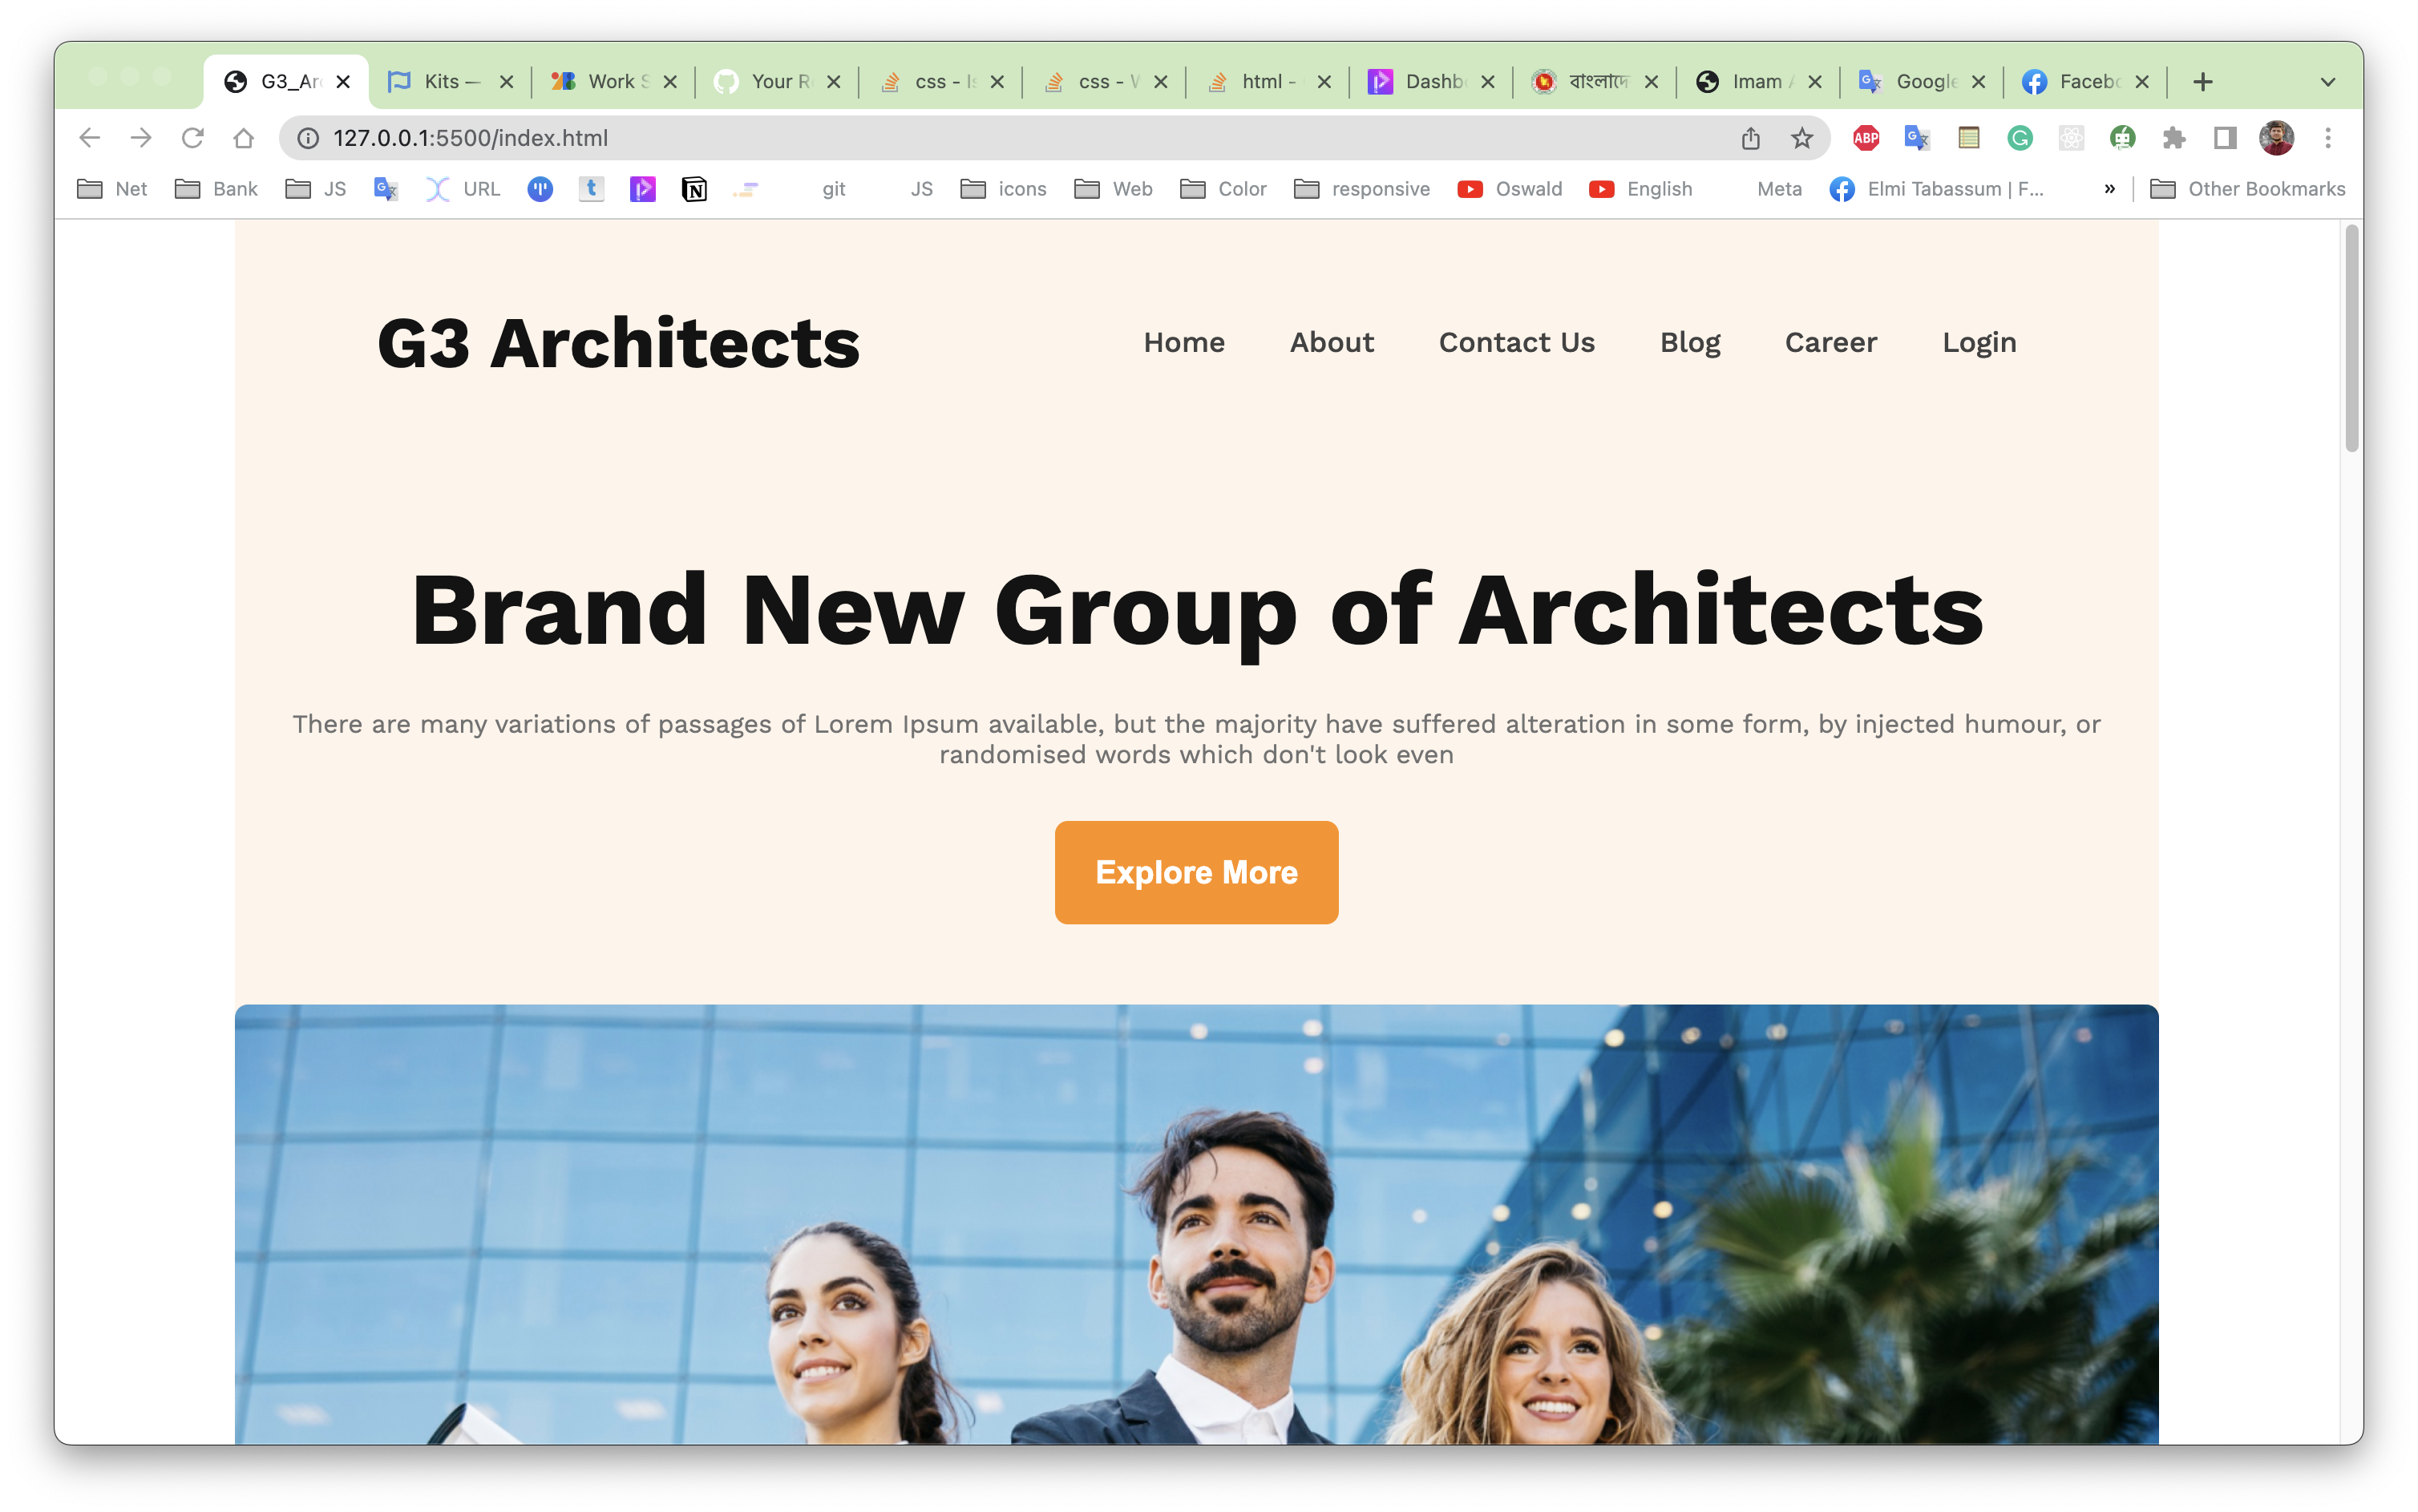 G3_Ar
Kits —
Work S
Your R
css - Is
css - W
html -
Dashb
বাংলাদে
Imam A
Google
Facebo
127.0.0.1:5500/index.html
ABP
Net
Bank
JS
URL
git
JS
icons
Web
Color
responsive
Oswald
English
Meta
Elmi Tabassum | F...
»
Other Bookmarks
G3 Architects
Home
About
Contact Us
Blog
Career
Login
Brand New Group of Architects
There are many variations of passages of Lorem Ipsum available, but the majority have suffered alteration in some form, by injected humour, or
randomised words which don't look even
Explore More